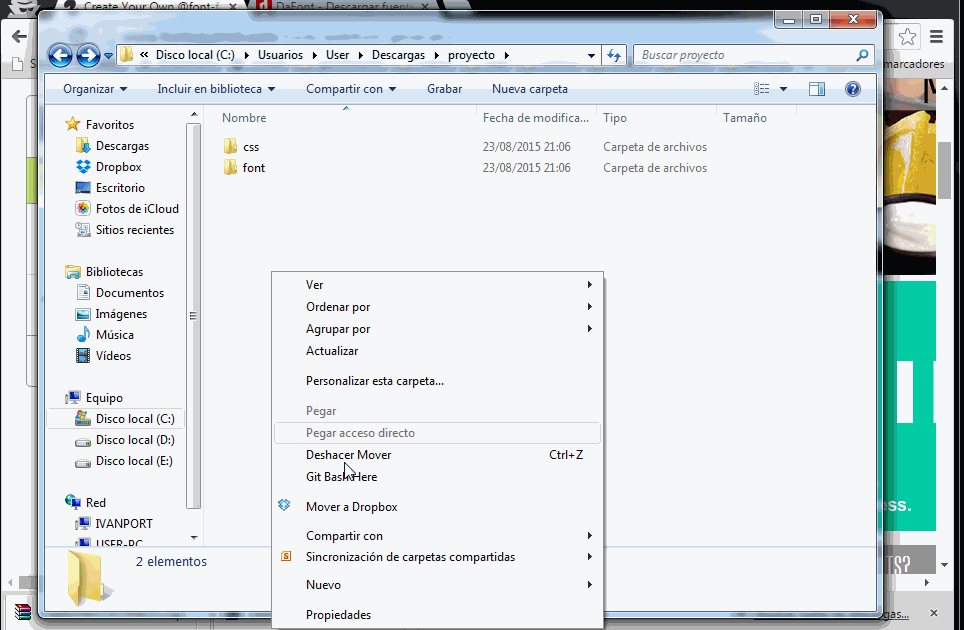 Create Your Own @font-f
DaFont - Descargar fuent
« Disco local (C:) Usuarios User Descargas proyecto
Buscar proyecto
marcadores
Organizar Incluir en biblioteca Compartir con Grabar Nueva carpeta
Nombre Fecha de modifica... Tipo Tamaño
css 23/08/2015 21:06 Carpeta de archivos
font 23/08/2015 21:06 Carpeta de archivos
Favoritos
Descargas
Dropbox
Escritorio
Fotos de iCloud
Sitios recientes
Bibliotecas
Documentos
Imágenes
Música
Vídeos
Equipo
Disco local (C:)
Disco local (D:)
Disco local (E:)
Red
IVANPORT
USER-PC
2 elementos
Ver
Ordenar por
Agrupar por
Actualizar
Personalizar esta carpeta...
Pegar
Pegar acceso directo
Deshacer Mover Ctrl+Z
Git Bash Here
Mover a Dropbox
Compartir con
Sincronización de carpetas compartidas
Nuevo
Propiedades
ess.
TS?
gas...